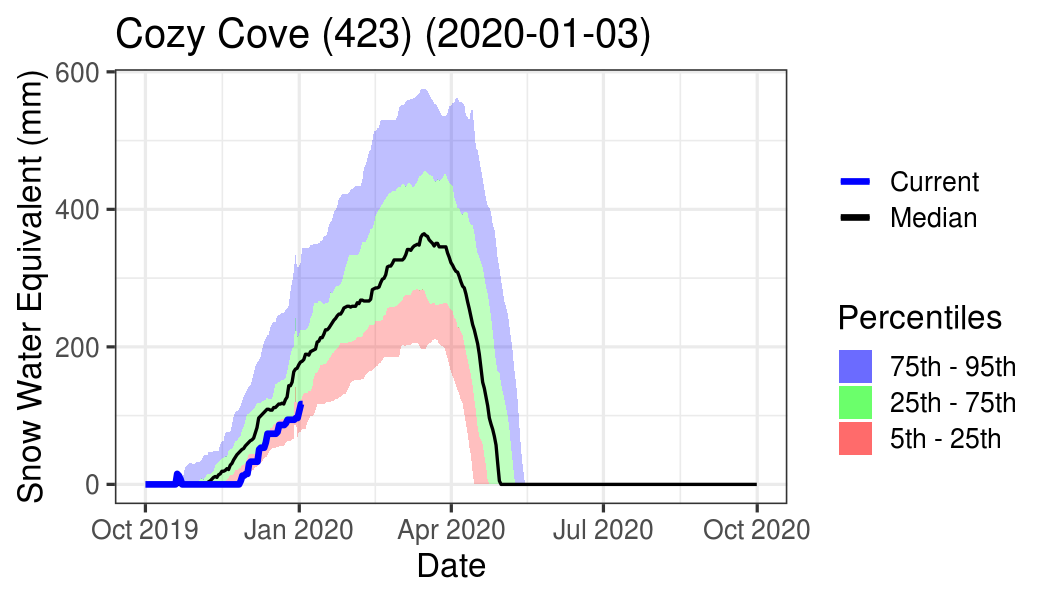 Cozy Cove (423) (2020-01-03)
Snow Water Equivalent (mm)
600
400
200
0
Oct 2019
Jan 2020
Apr 2020
Jul 2020
Oct 2020
Date
Current
Median
Percentiles
75th - 95th
25th - 75th
5th - 25th